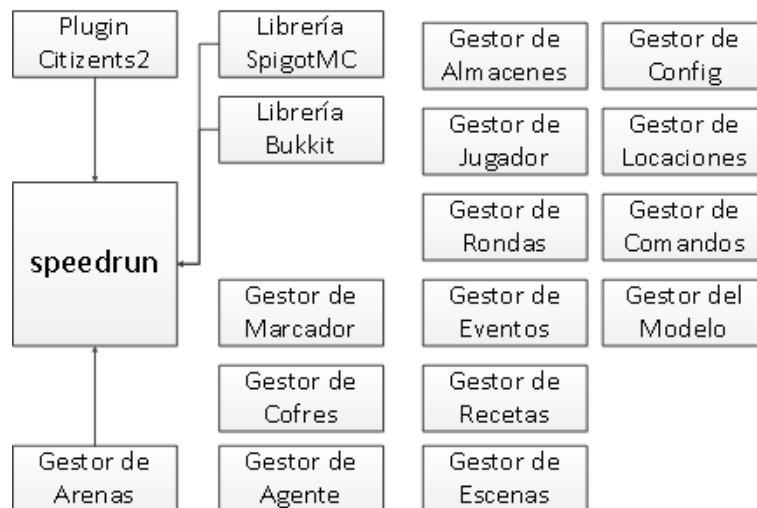 Plugin
Citizents2
Librería
SpigotMC
Gestor de
Almacenes
Gestor de
Config
Librería
Bukkit
Gestor de
Jugador
Gestor de
Locaciones
speedrun
Gestor de
Rondas
Gestor de
Comandos
Gestor de
Marcador
Gestor de
Eventos
Gestor del
Modelo
Gestor de
Cofres
Gestor de
Recetas
Gestor de
Arenas
Gestor de
Agente
Gestor de
Escenas